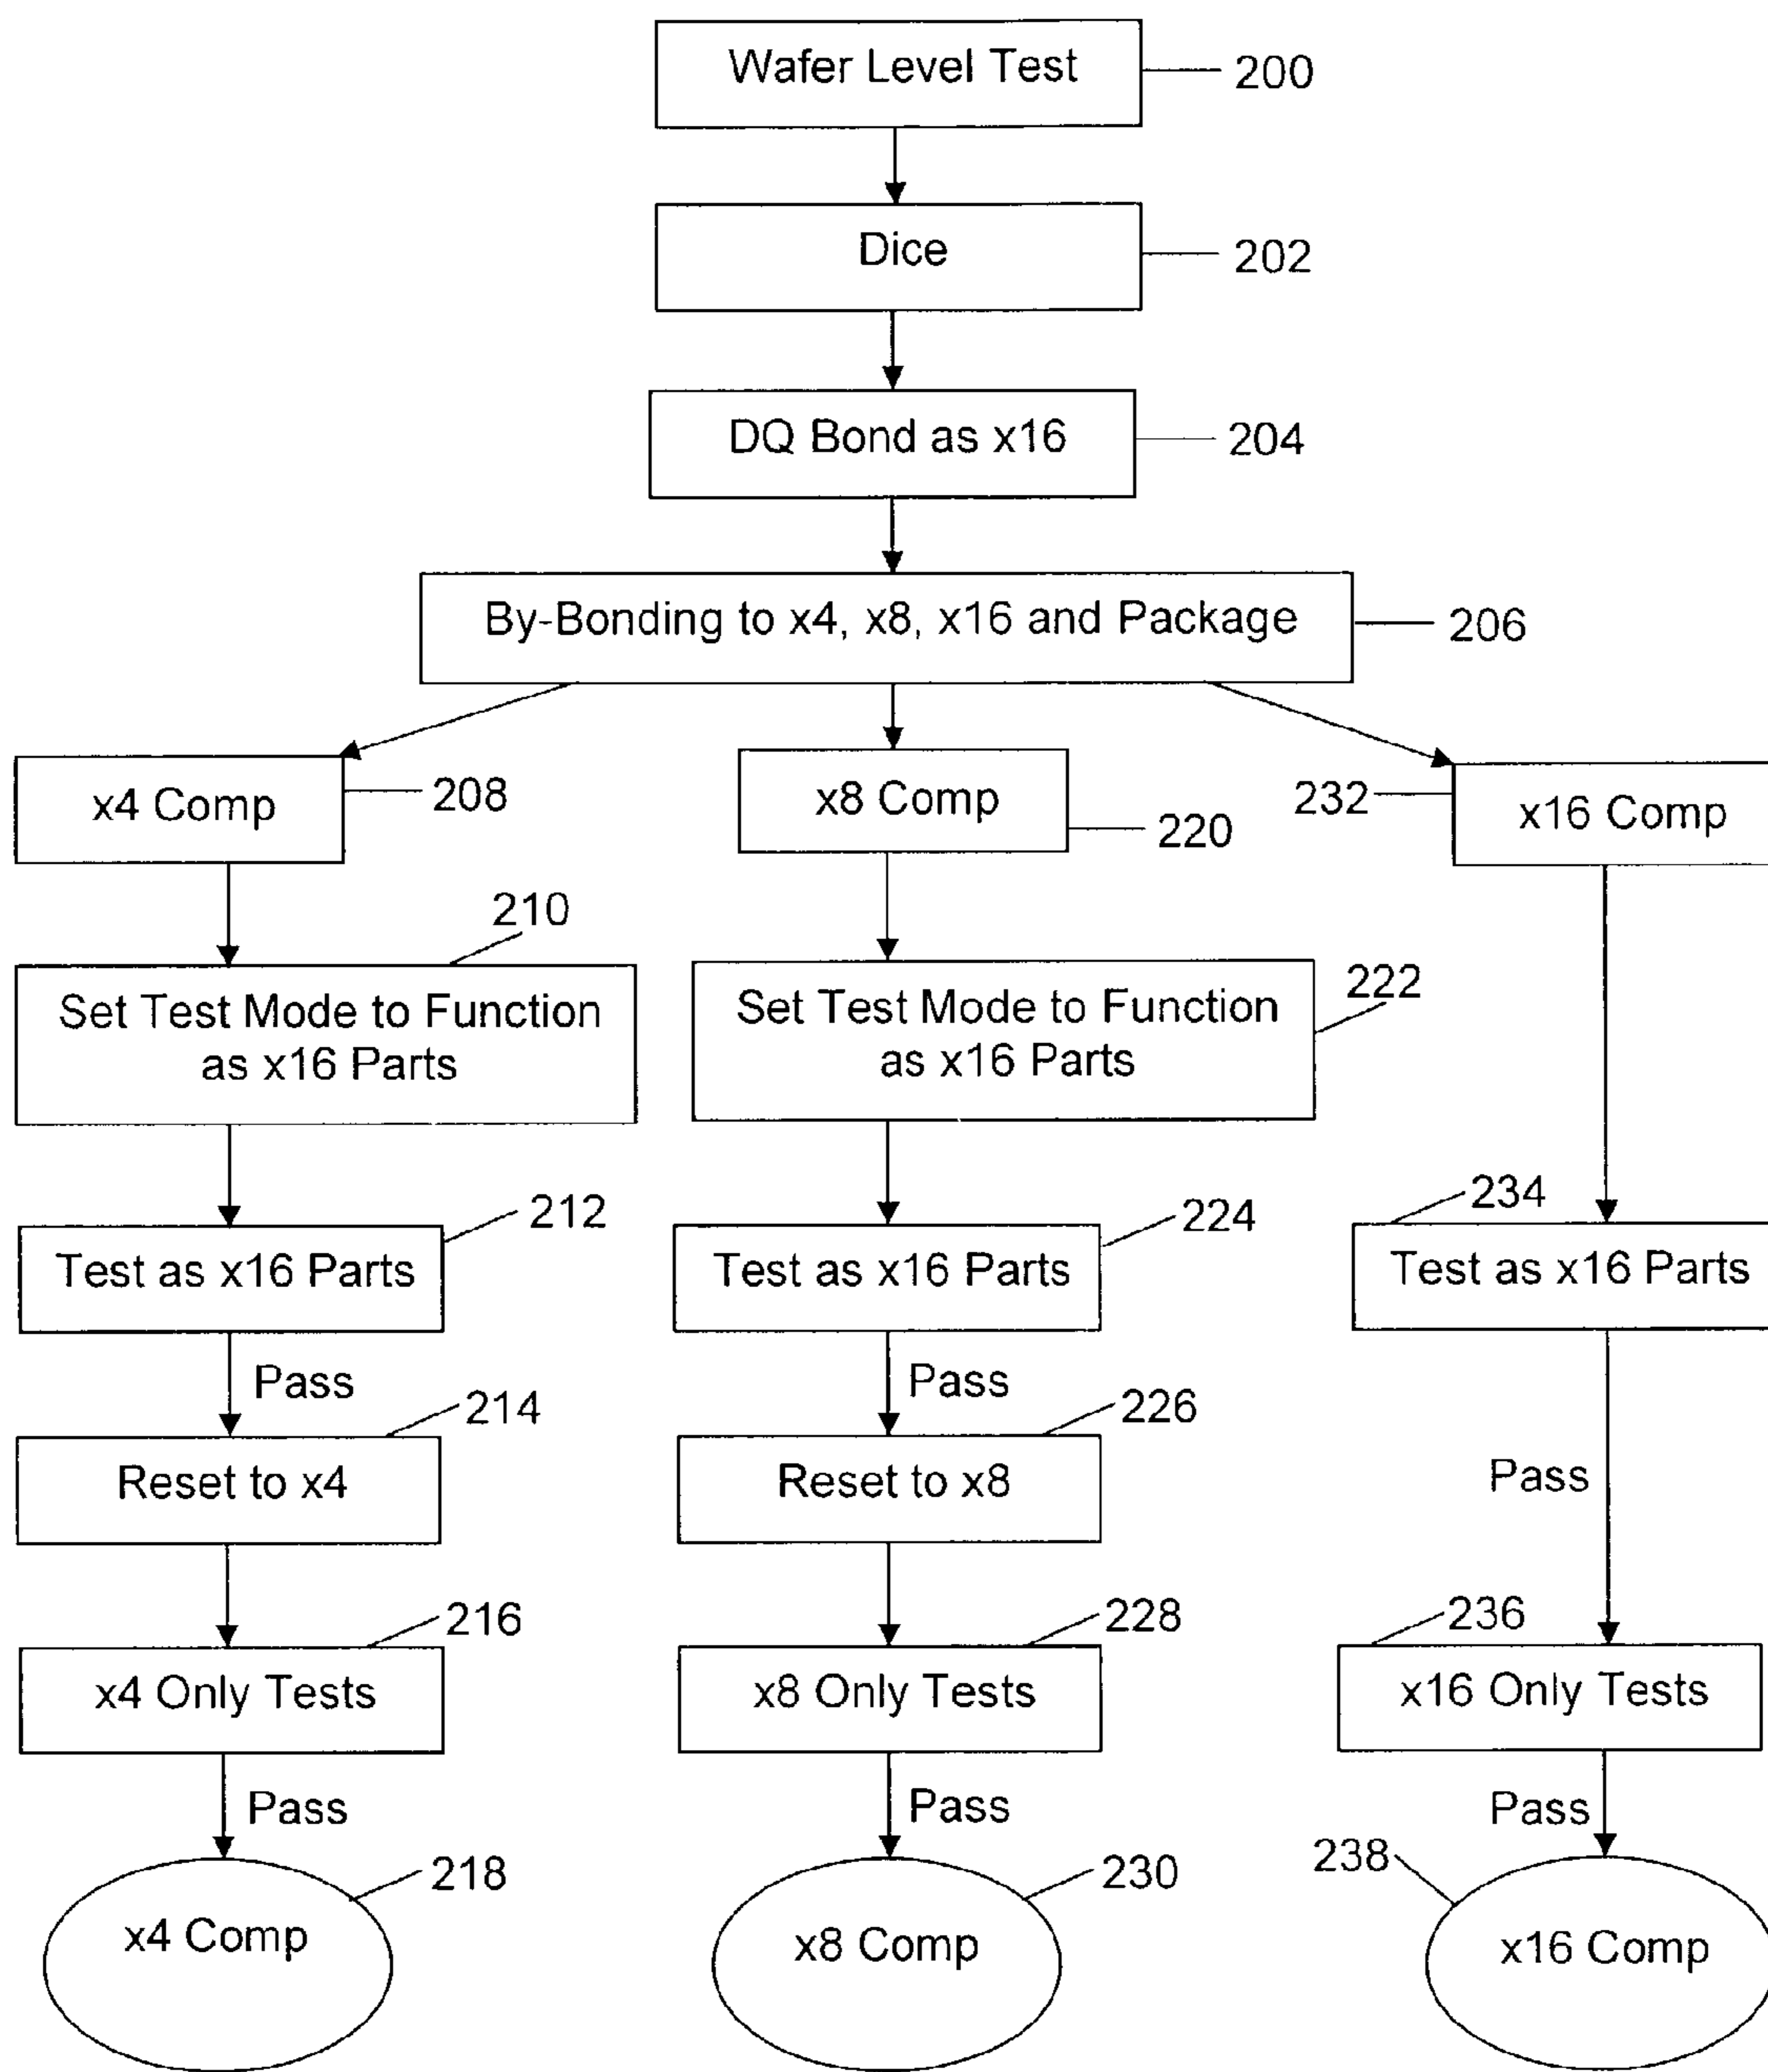 Wafer Level Test
200
Dice
202
DQ Bond as x16
204
By-Bonding to x4, x8, x16 and Package
206
x4 Comp
208
x8 Comp
220
232
x16 Comp
210
Set Test Mode to Function
as x16 Parts
222
Set Test Mode to Function
as x16 Parts
212
Test as x16 Parts
224
Test as x16 Parts
234
Test as x16 Parts
Pass
Pass
214
Reset to x4
226
Reset to x8
Pass
216
x4 Only Tests
228
x8 Only Tests
236
x16 Only Tests
Pass
Pass
Pass
218
x4 Comp
230
x8 Comp
238
x16 Comp